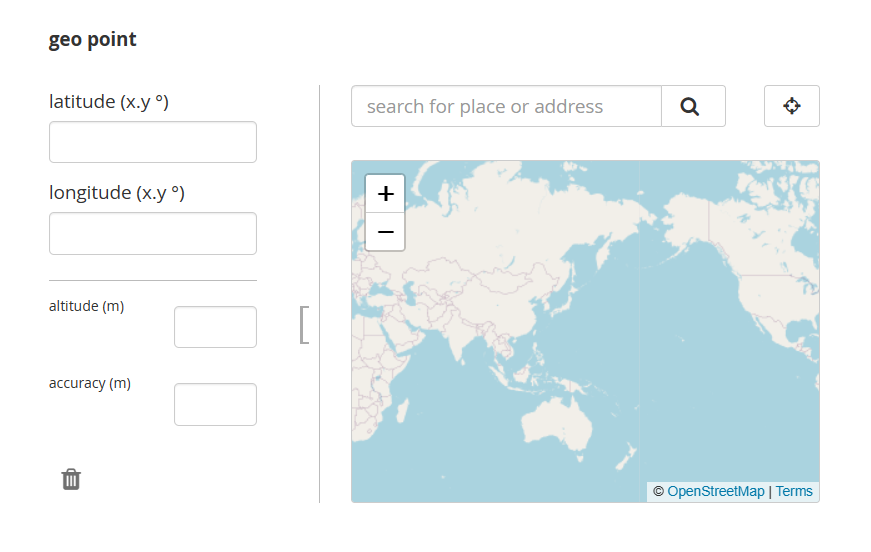 geo point
latitude (x.y °)
longitude (x.y °)
altitude (m)
accuracy (m)
search for place or address
+
−
© OpenStreetMap | Terms